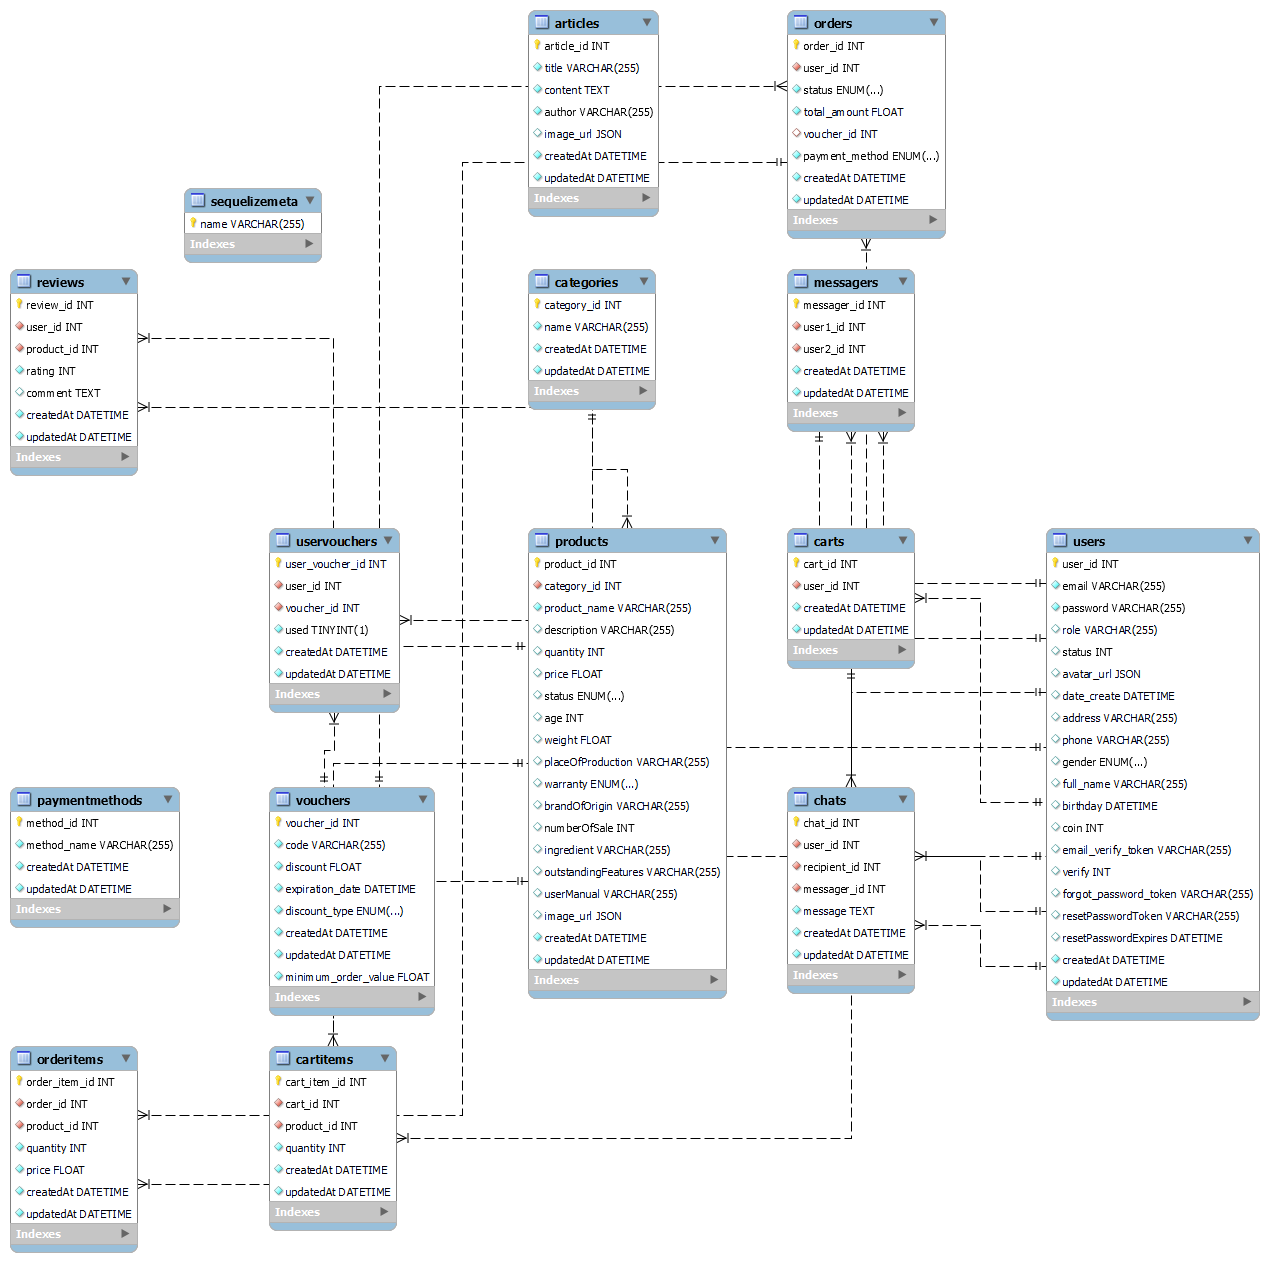 articles
article_id INT
title VARCHAR(255)
content TEXT
author VARCHAR(255)
image_url JSON
createdAt DATETIME
updatedAt DATETIME
Indexes
orders
order_id INT
user_id INT
status ENUM(...)
total_amount FLOAT
voucher_id INT
payment_method ENUM(...)
createdAt DATETIME
updatedAt DATETIME
Indexes
sequelizemeta
name VARCHAR(255)
Indexes
reviews
review_id INT
user_id INT
product_id INT
rating INT
comment TEXT
createdAt DATETIME
updatedAt DATETIME
Indexes
categories
category_id INT
name VARCHAR(255)
createdAt DATETIME
updatedAt DATETIME
Indexes
messagers
messager_id INT
user1_id INT
user2_id INT
createdAt DATETIME
updatedAt DATETIME
Indexes
uservouchers
user_voucher_id INT
user_id INT
voucher_id INT
used TINYINT(1)
createdAt DATETIME
updatedAt DATETIME
Indexes
products
product_id INT
category_id INT
product_name VARCHAR(255)
description VARCHAR(255)
quantity INT
price FLOAT
status ENUM(...)
age INT
weight FLOAT
placeOfProduction VARCHAR(255)
warranty ENUM(...)
brandOfOrigin VARCHAR(255)
numberOfSale INT
ingredient VARCHAR(255)
outstandingFeatures VARCHAR(255)
userManual VARCHAR(255)
image_url JSON
createdAt DATETIME
updatedAt DATETIME
Indexes
carts
cart_id INT
user_id INT
createdAt DATETIME
updatedAt DATETIME
Indexes
users
user_id INT
email VARCHAR(255)
password VARCHAR(255)
role VARCHAR(255)
status INT
avatar_url JSON
date_create DATETIME
address VARCHAR(255)
phone VARCHAR(255)
gender ENUM(...)
full_name VARCHAR(255)
birthday DATETIME
coin INT
email_verify_token VARCHAR(255)
verify INT
forgot_password_token VARCHAR(255)
resetPasswordToken VARCHAR(255)
resetPasswordExpires DATETIME
createdAt DATETIME
updatedAt DATETIME
Indexes
paymentmethods
method_id INT
method_name VARCHAR(255)
createdAt DATETIME
updatedAt DATETIME
Indexes
vouchers
voucher_id INT
code VARCHAR(255)
discount FLOAT
expiration_date DATETIME
discount_type ENUM(...)
createdAt DATETIME
updatedAt DATETIME
minimum_order_value FLOAT
Indexes
chats
chat_id INT
user_id INT
recipient_id INT
messager_id INT
message TEXT
createdAt DATETIME
updatedAt DATETIME
Indexes
orderitems
order_item_id INT
order_id INT
product_id INT
quantity INT
price FLOAT
createdAt DATETIME
updatedAt DATETIME
Indexes
cartitems
cart_item_id INT
cart_id INT
product_id INT
quantity INT
createdAt DATETIME
updatedAt DATETIME
Indexes